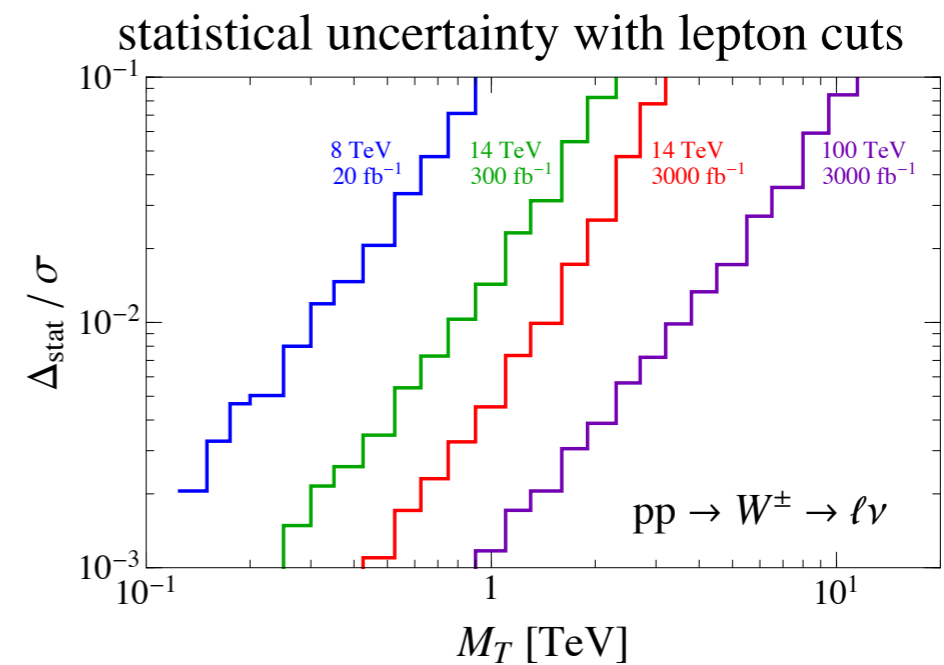 statistical uncertainty with lepton cuts
10⁻¹
8 TeV
20 fb⁻¹
14 TeV
300 fb⁻¹
14 TeV
3000 fb⁻¹
100 TeV
3000 fb⁻¹
Δstat / σ
10⁻²
pp → W± → ℓν
10⁻³
10⁻¹ 1 10¹
M_T [TeV]